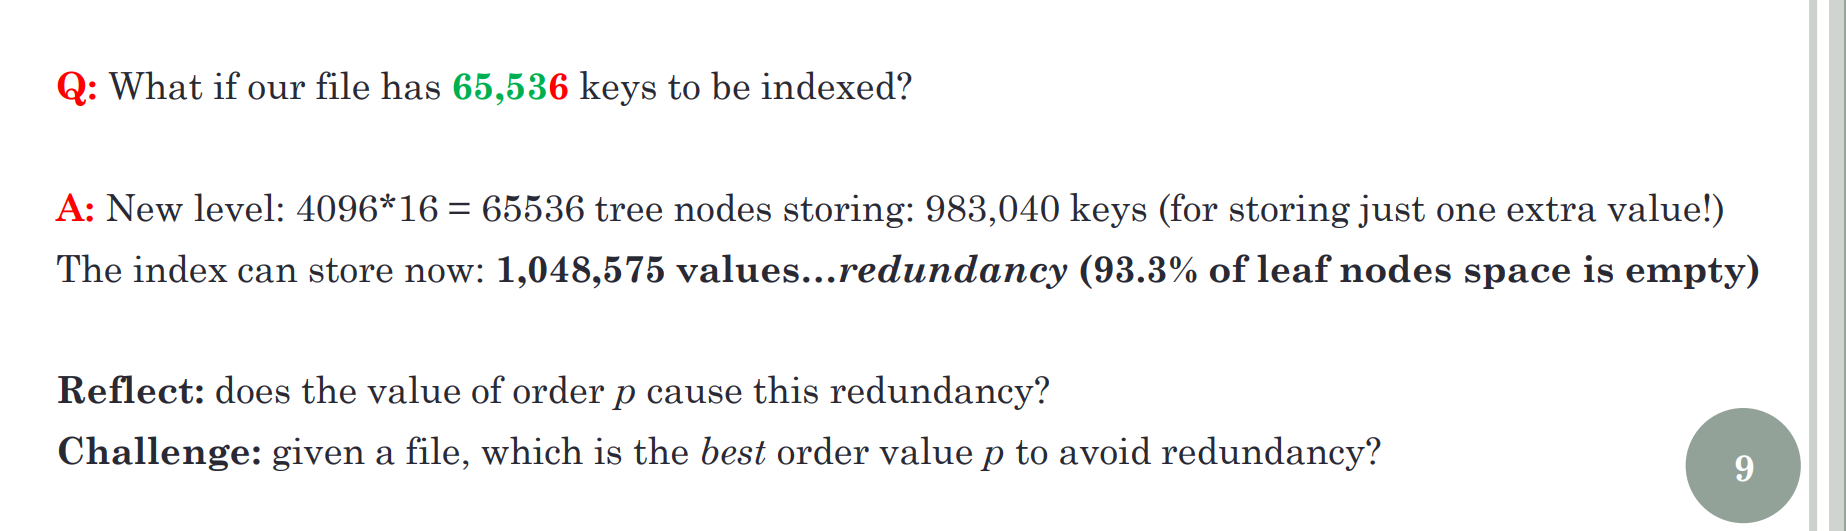 Q: What if our file has 65,536 keys to be indexed?
A: New level: 4096*16 = 65536 tree nodes storing: 983,040 keys (for storing just one extra value!)
The index can store now: 1,048,575 values...redundancy (93.3% of leaf nodes space is empty)
Reflect: does the value of order p cause this redundancy?
Challenge: given a file, which is the best order value p to avoid redundancy?
9